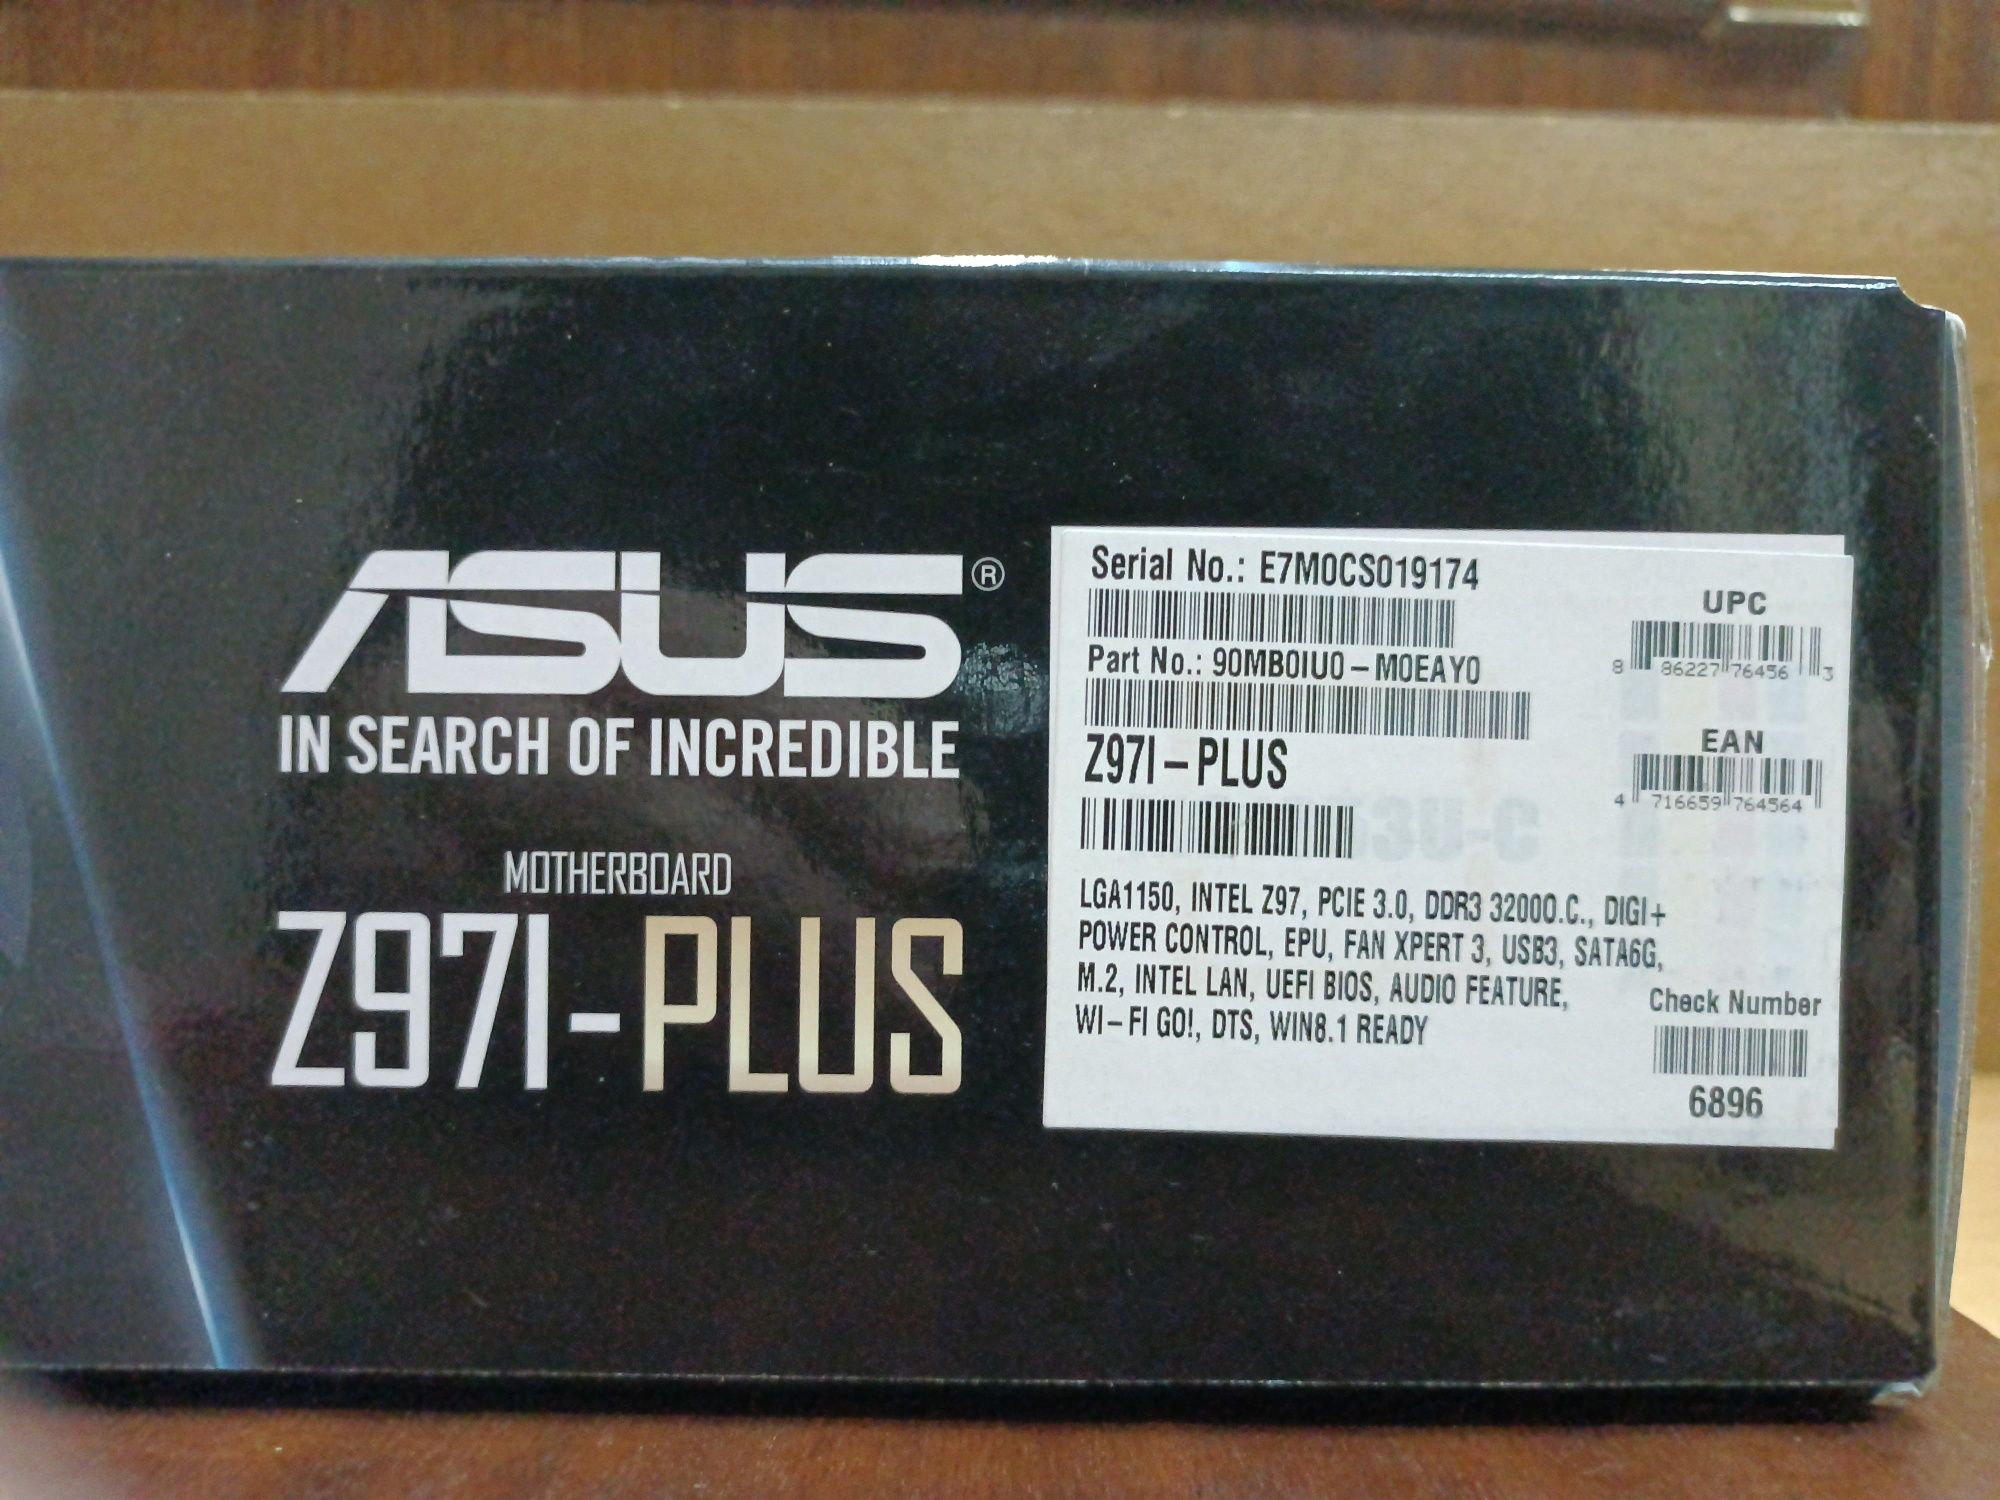 ASUS®
IN SEARCH OF INCREDIBLE
MOTHERBOARD
Z97I-PLUS
Serial No.: E7M0CS019174
Part No.: 90MB0IU0-M0EAY0
Z97I-PLUS
LGA1150, INTEL Z97, PCIE 3.0, DDR3 3200O.C., DIGI+
POWER CONTROL, EPU, FAN XPERT 3, USB3, SATA6G,
M.2, INTEL LAN, UEFI BIOS, AUDIO FEATURE,
WI-FI GO!, DTS, WIN8.1 READY
UPC
8 86227 76456 3
EAN
4 716659 764564
Check Number
6896